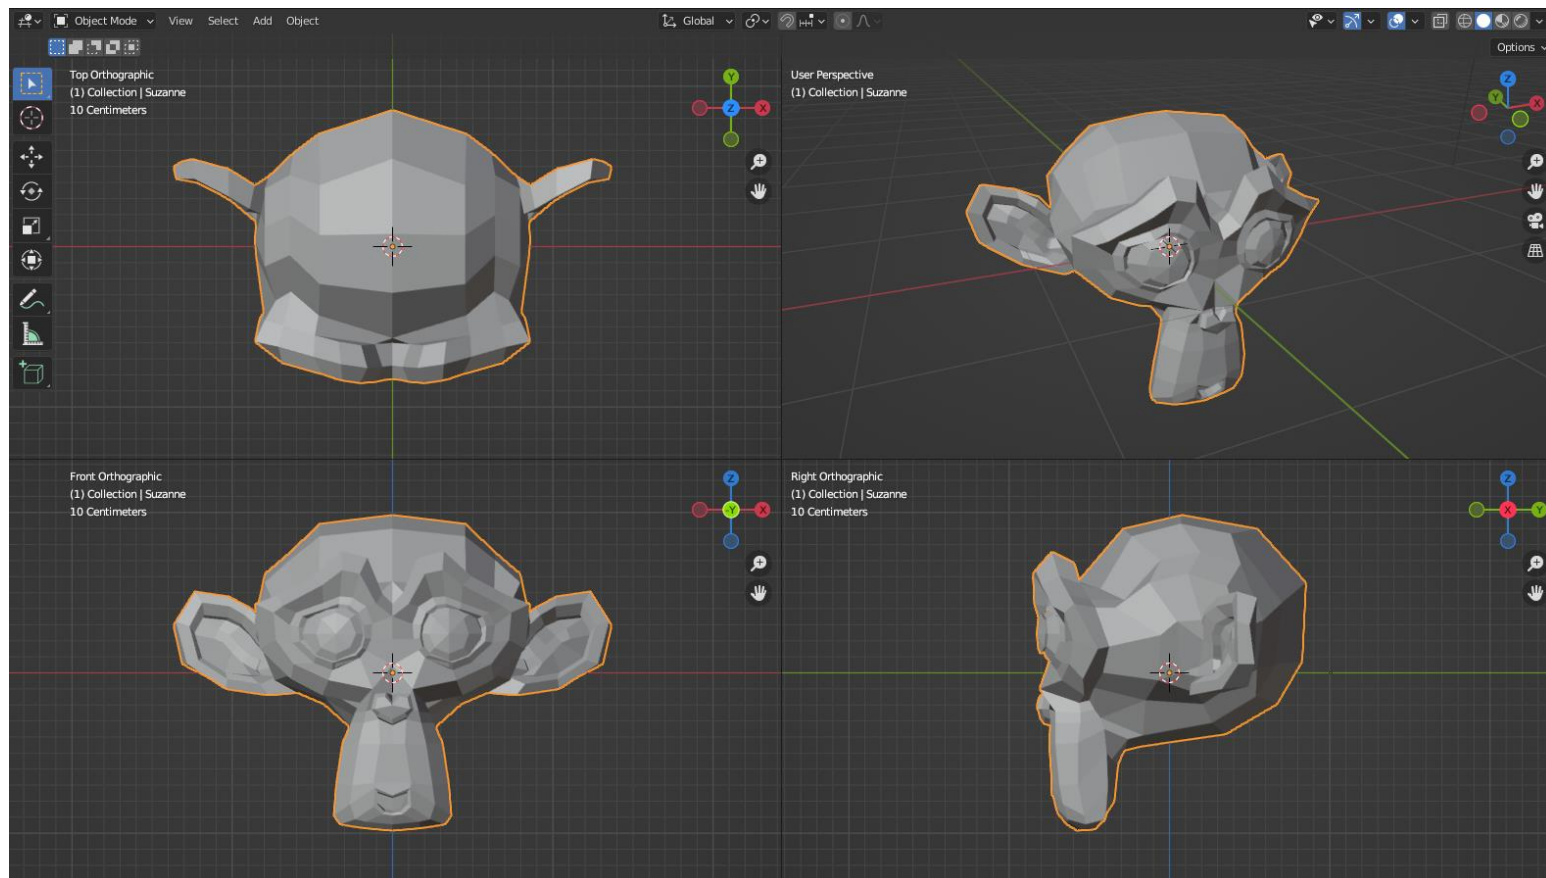 Object Mode View Select Add Object Global
Options
Top Orthographic
(1) Collection | Suzanne
10 Centimeters
Y
Z
X
User Perspective
(1) Collection | Suzanne
Z
Y
X
Front Orthographic
(1) Collection | Suzanne
10 Centimeters
Z
-Y
X
Right Orthographic
(1) Collection | Suzanne
10 Centimeters
Z
X
Y